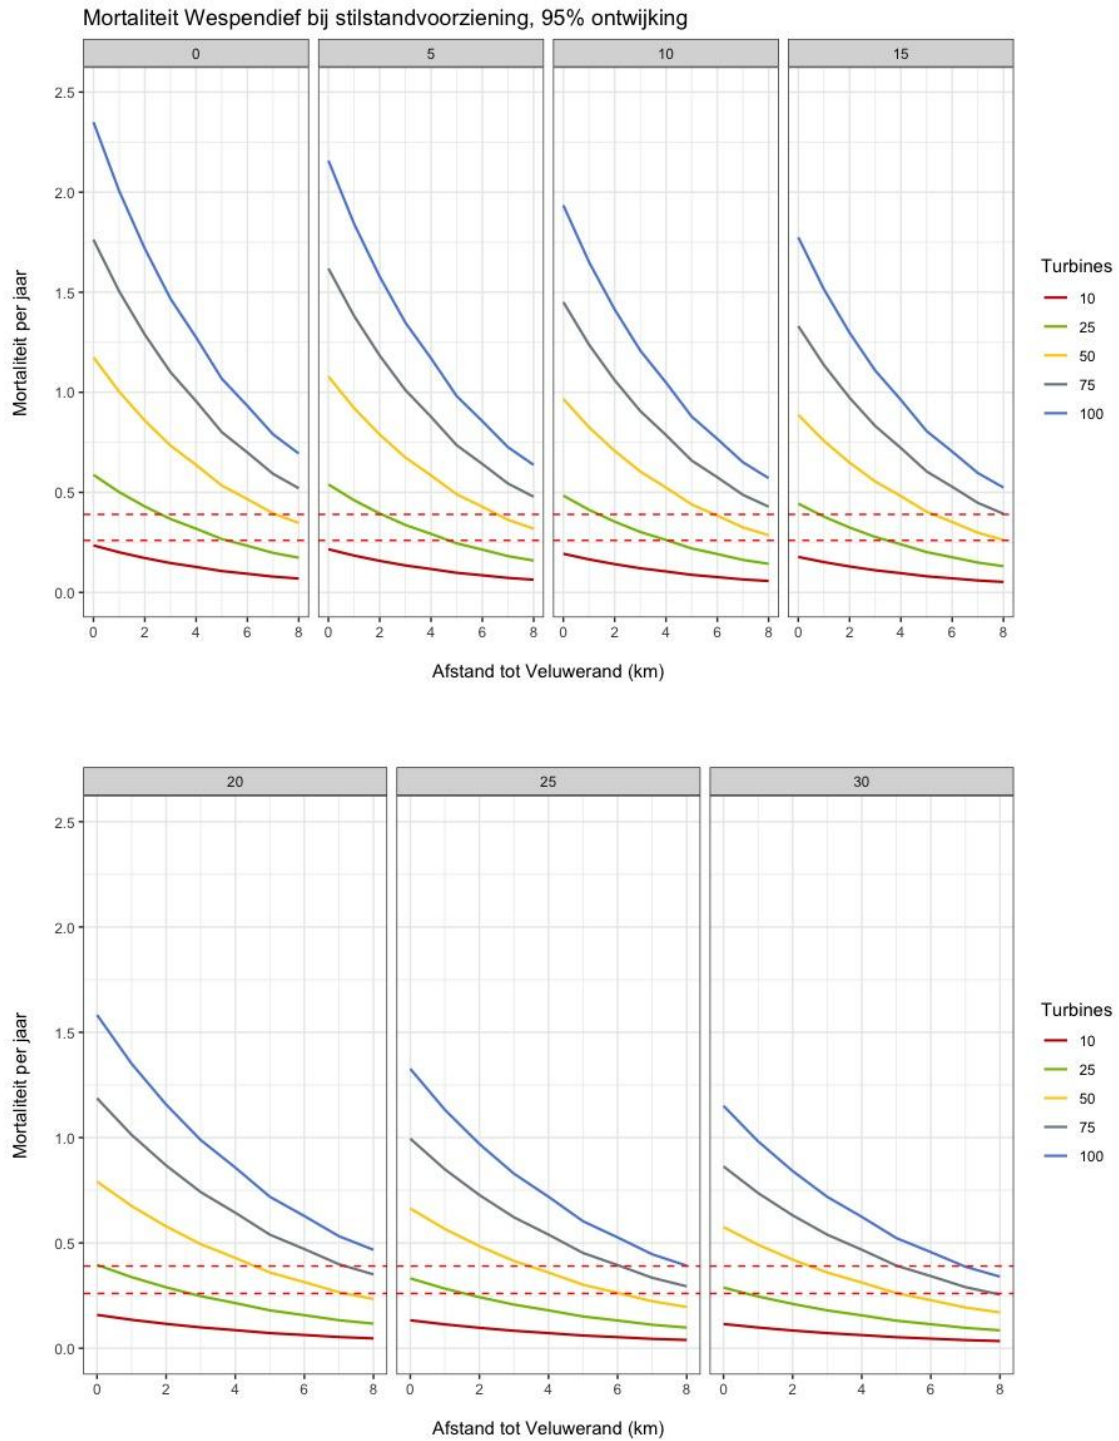 Mortaliteit Wespendief bij stilstandvoorziening, 95% ontwijking
0 5 10 15
2.5
2.0
1.5
1.0
0.5
0.0
Mortaliteit per jaar
0 2 4 6 8 0 2 4 6 8 0 2 4 6 8 0 2 4 6 8
Afstand tot Veluwerand (km)
Turbines
10
25
50
75
100
20 25 30
2.5
2.0
1.5
1.0
0.5
0.0
Mortaliteit per jaar
0 2 4 6 8 0 2 4 6 8 0 2 4 6 8
Afstand tot Veluwerand (km)
Turbines
10
25
50
75
100